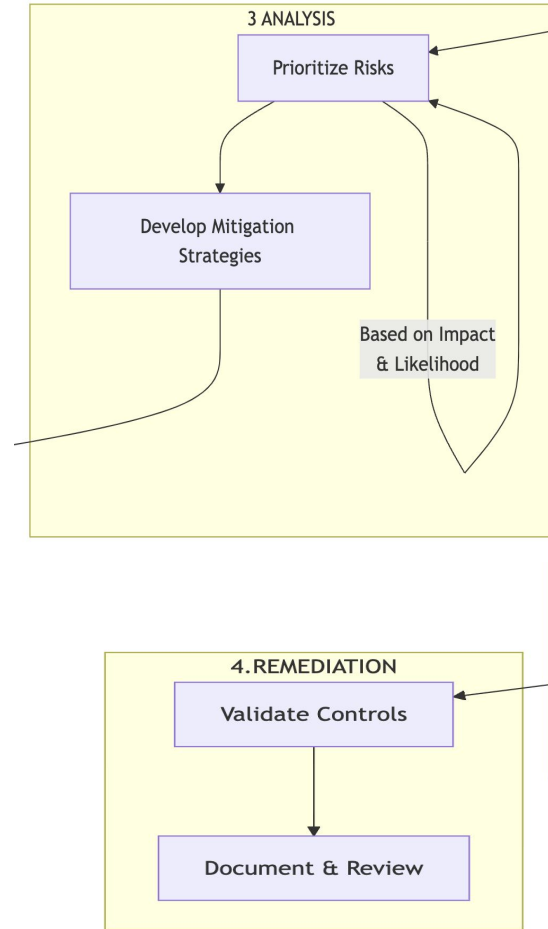 3 ANALYSIS
Prioritize Risks
Develop Mitigation
Strategies
Based on Impact
& Likelihood
4.REMEDIATION
Validate Controls
Document & Review